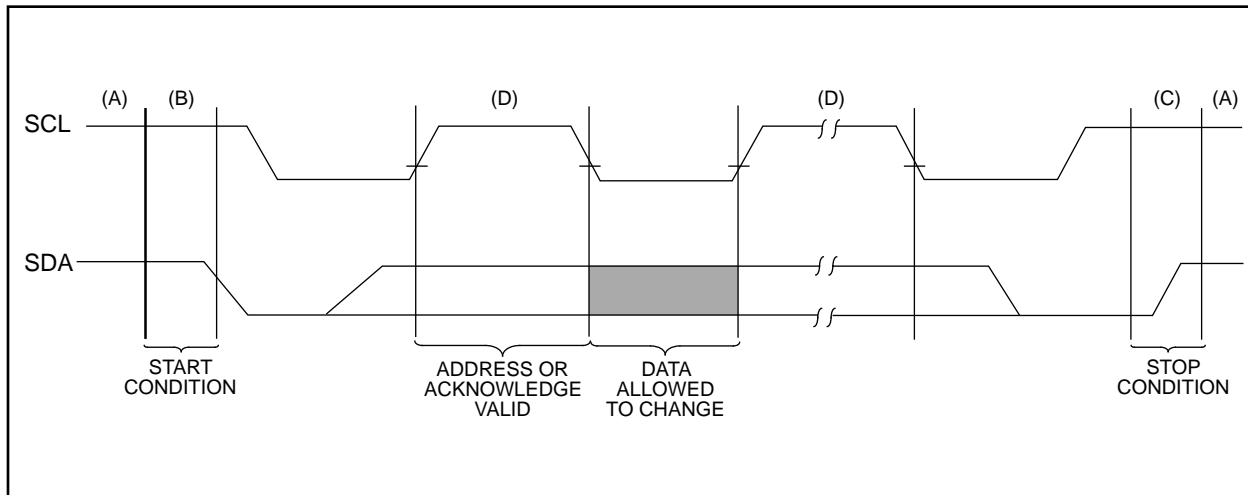 (A) (B) (D) (D) (C) (A)
SCL
SDA
START
CONDITION
ADDRESS OR
ACKNOWLEDGE
VALID
DATA
ALLOWED
TO CHANGE
STOP
CONDITION